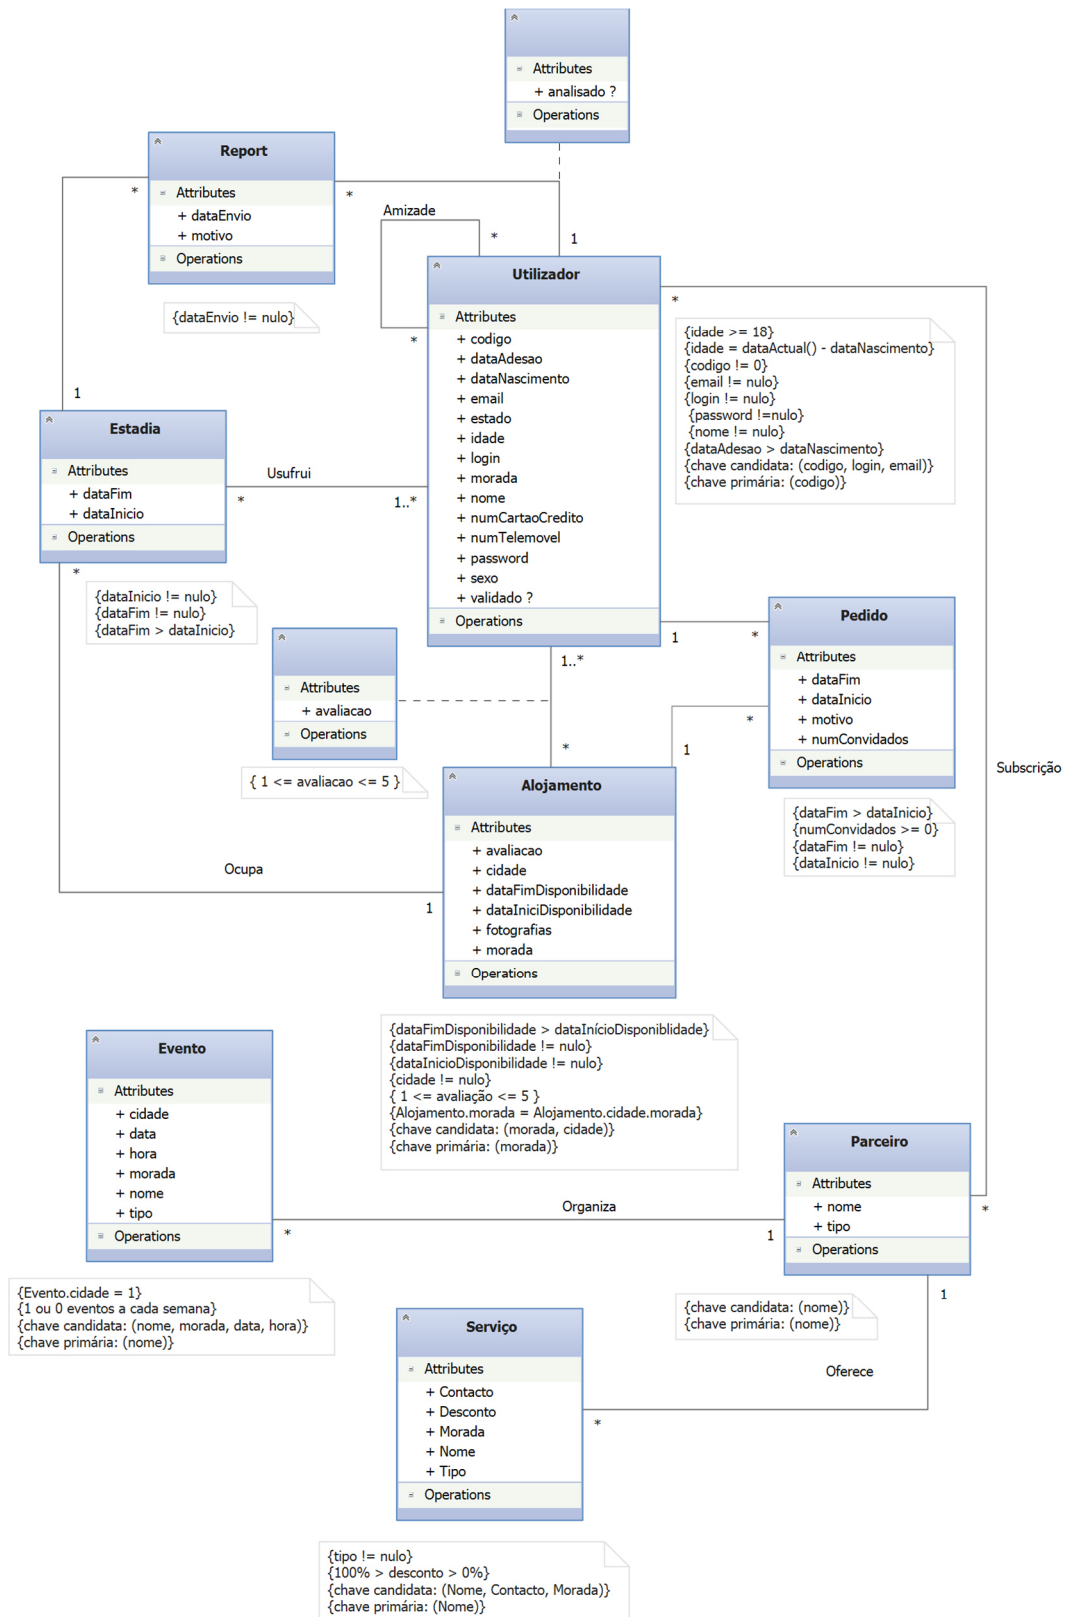 Attributes
+ analisado ?
Operations
Report
Attributes
+ dataEnvio
+ motivo
Operations
*
*
{dataEnvio != nulo}
Amizade
*
*
1
Utilizador
Attributes
+ codigo
+ dataAdesao
+ dataNascimento
+ email
+ estado
+ idade
+ login
+ morada
+ nome
+ numCartaoCredito
+ numTelemovel
+ password
+ sexo
+ validado ?
Operations
*
{idade >= 18}
{idade = dataActual() - dataNascimento}
{codigo != 0}
{email != nulo}
{login != nulo}
{password !=nulo}
{nome != nulo}
{dataAdesao > dataNascimento}
{chave candidata: (codigo, login, email)}
{chave primária: (codigo)}
1
Estadia
Attributes
+ dataFim
+ dataInicio
Operations
Usufrui
*
1..*
*
{dataInicio != nulo}
{dataFim != nulo}
{dataFim > dataInicio}
Attributes
+ avaliacao
Operations
{ 1 <= avaliacao <= 5 }
1..*
*
1
*
Pedido
Attributes
+ dataFim
+ dataInicio
+ motivo
+ numConvidados
Operations
*
1
{dataFim > dataInicio}
{numConvidados >= 0}
{dataFim != nulo}
{dataInicio != nulo}
Subscrição
Alojamento
Attributes
+ avaliacao
+ cidade
+ dataFimDisponibilidade
+ dataIniciDisponibilidade
+ fotografias
+ morada
Operations
Ocupa
1
{dataFimDisponibilidade > dataInícioDisponiblidade}
{dataFimDisponibilidade != nulo}
{dataInicioDisponibilidade != nulo}
{cidade != nulo}
{ 1 <= avaliação <= 5 }
{Alojamento.morada = Alojamento.cidade.morada}
{chave candidata: (morada, cidade)}
{chave primária: (morada)}
Evento
Attributes
+ cidade
+ data
+ hora
+ morada
+ nome
+ tipo
Operations
*
Organiza
1
Parceiro
Attributes
+ nome
+ tipo
Operations
*
1
{Evento.cidade = 1}
{1 ou 0 eventos a cada semana}
{chave candidata: (nome, morada, data, hora)}
{chave primária: (nome)}
{chave candidata: (nome)}
{chave primária: (nome)}
Serviço
Attributes
+ Contacto
+ Desconto
+ Morada
+ Nome
+ Tipo
Operations
Oferece
*
{tipo != nulo}
{100% > desconto > 0%}
{chave candidata: (Nome, Contacto, Morada)}
{chave primária: (Nome)}